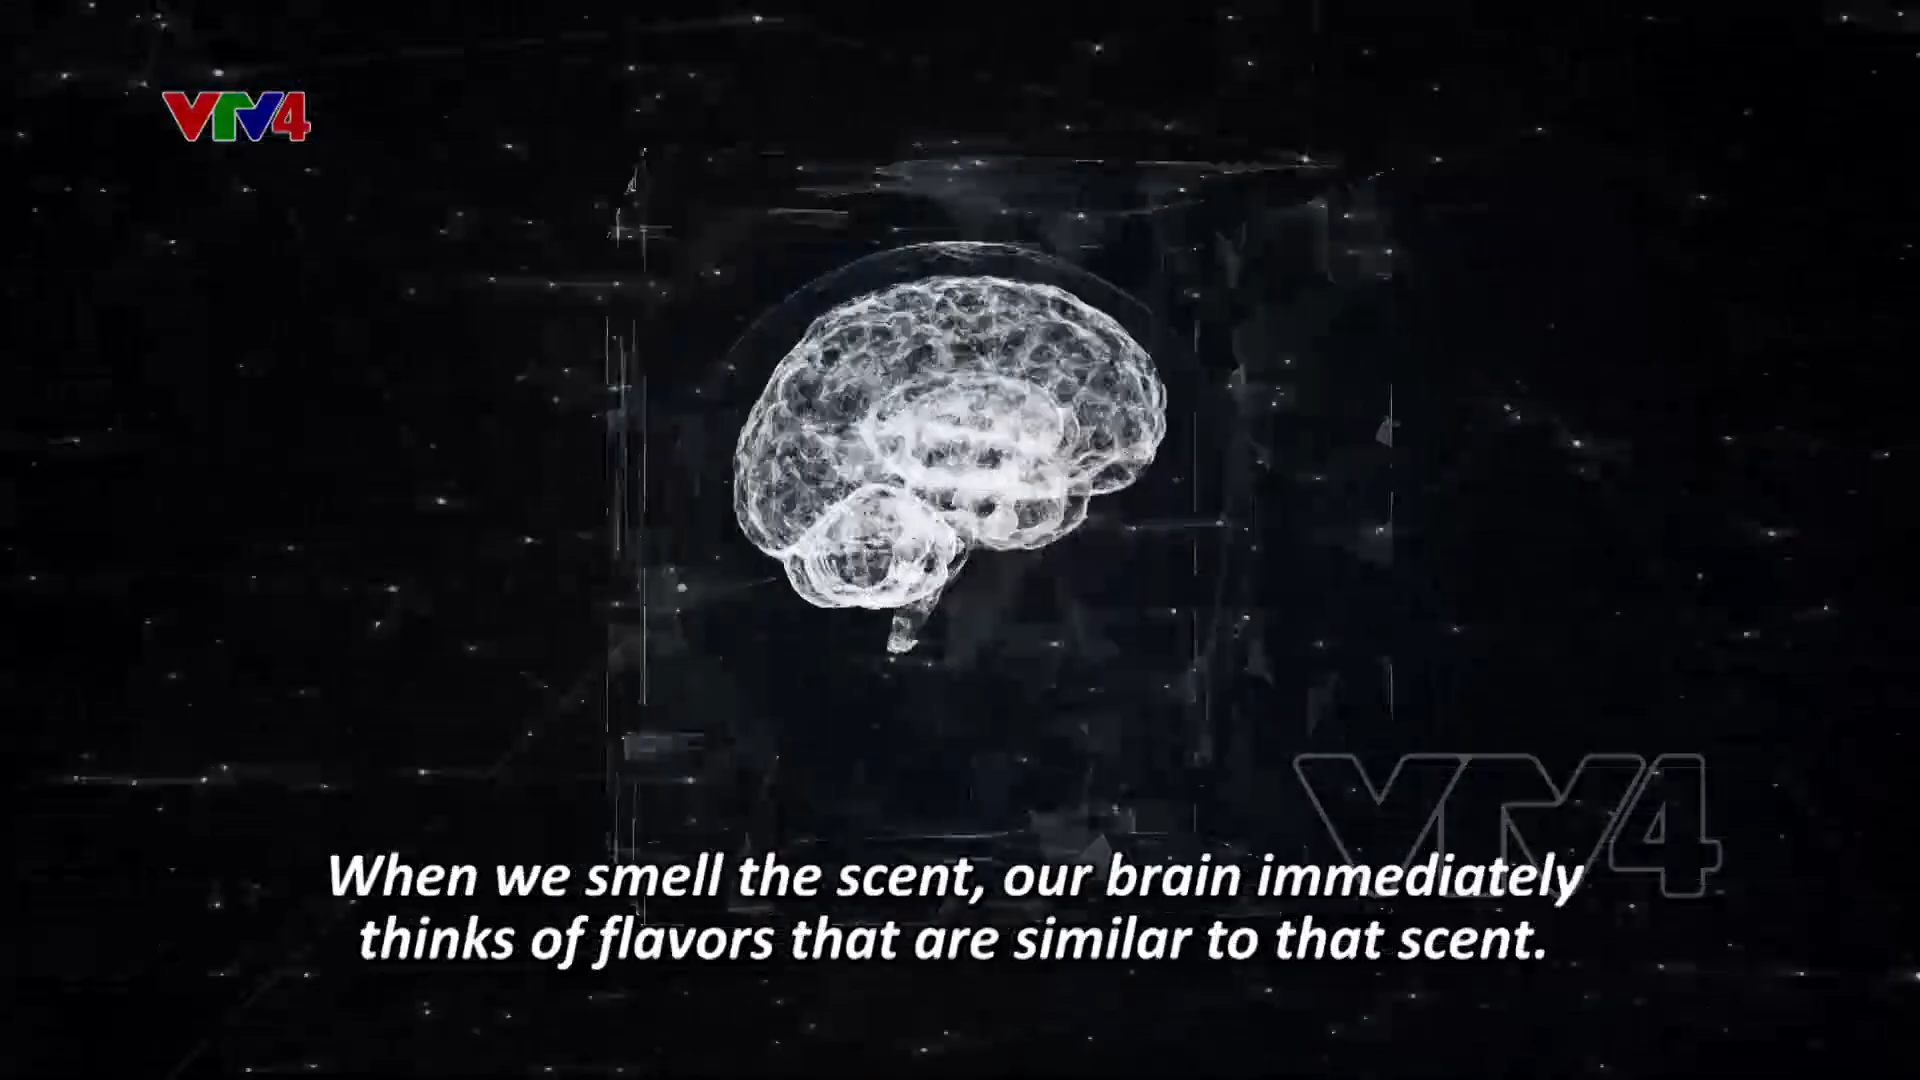 VTV4
VTV4
When we smell the scent, our brain immediately
thinks of flavors that are similar to that scent.